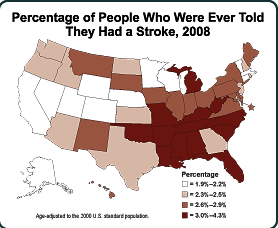 Percentage of People Who Were Ever Told
They Had a Stroke, 2008
Percentage
= 1.9%–2.2%
= 2.3%–2.5%
= 2.6%–2.9%
= 3.0%–4.3%
Age-adjusted to the 2000 U.S. standard population.